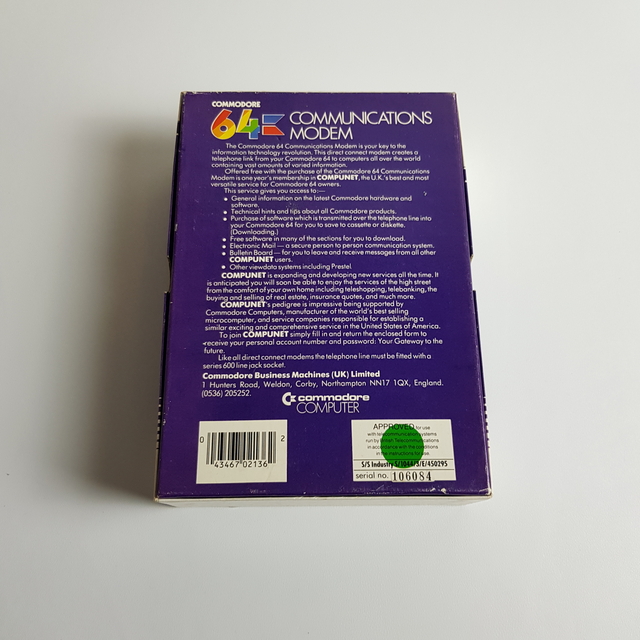 COMMODORE
64 COMMUNICATIONS
MODEM
The Commodore 64 Communications Modem is your key to the
information technology revolution. This direct connect modem creates a
telephone link from your Commodore 64 to computers all over the world
containing vast amounts of varied information.
Offered free with the purchase of the Commodore 64 Communications
Modem is one year's membership in COMPUNET, the U.K.'s best and most
versatile service for Commodore 64 owners.
This service gives you access to:—
• General information on the latest Commodore hardware and
software.
• Technical hints and tips about all Commodore products.
• Purchase of software which is transmitted over the telephone line into
your Commodore 64 for you to save to cassette or diskette.
(Downloading.)
• Free software in many of the sections for you to download.
• Electronic Mail — a secure person to person communication system.
• Bulletin Board — for you to leave and receive messages from all other
COMPUNET users.
• Other viewdata systems including Prestel.
COMPUNET is expanding and developing new services all the time. It
is anticipated you will soon be able to enjoy the services of the high street
from the comfort of your own home including teleshopping, telebanking, the
buying and selling of real estate, insurance quotes, and much more.
COMPUNET's pedigree is impressive being supported by
Commodore Computers, manufacturer of the world's best selling
microcomputer, and service companies responsible for establishing a
similar exciting and comprehensive service in the United States of America.
To join COMPUNET simply fill in and return the enclosed form to
receive your personal account number and password: Your Gateway to the
future.
Like all direct connect modems the telephone line must be fitted with a
series 600 line jack socket.
Commodore Business Machines (UK) Limited
1 Hunters Road, Weldon, Corby, Northampton NN17 1QX, England.
(0536) 205252.
commodore
COMPUTER
0 43467 02136 2
APPROVED for use
with telecommunication systems
run by British Telecommunications
in accordance with the conditions
in the instructions for use.
S/S Industry S/1044/3/E/450295
serial no. 106084